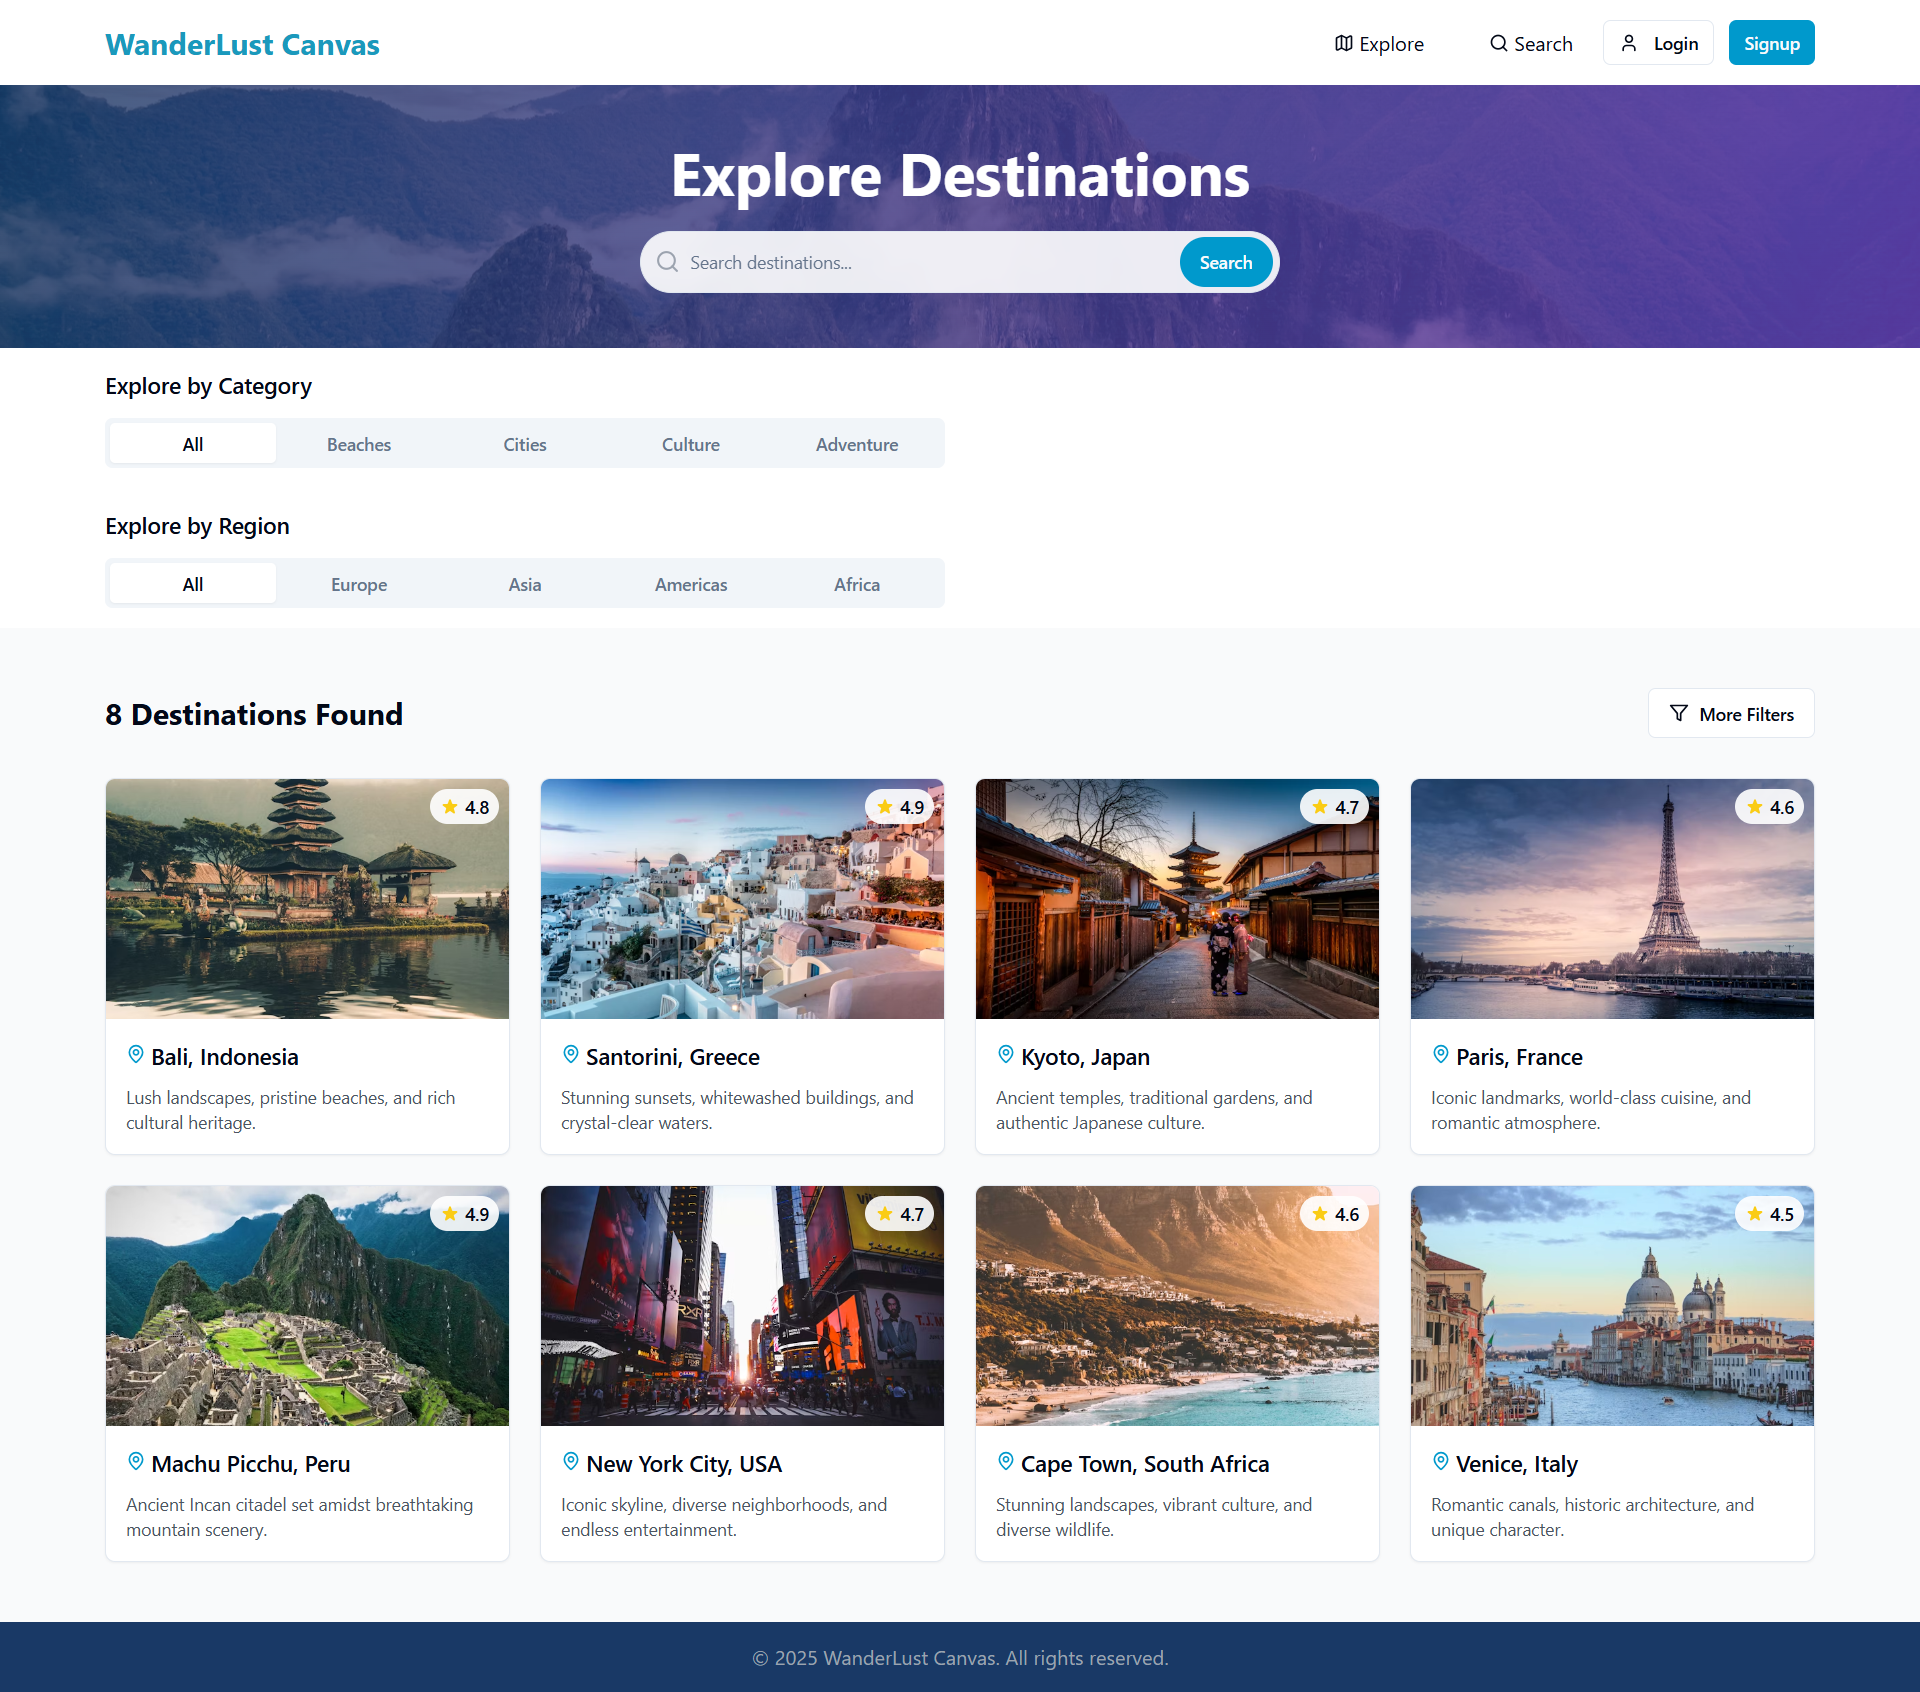 WanderLust Canvas
Explore
Search
Login
Signup
Explore Destinations
Search destinations...
Search
Explore by Category
All
Beaches
Cities
Culture
Adventure
Explore by Region
All
Europe
Asia
Americas
Africa
8 Destinations Found
More Filters
4.8
4.9
4.7
4.6
Bali, Indonesia
Lush landscapes, pristine beaches, and rich
cultural heritage.
Santorini, Greece
Stunning sunsets, whitewashed buildings, and
crystal-clear waters.
Kyoto, Japan
Ancient temples, traditional gardens, and
authentic Japanese culture.
Paris, France
Iconic landmarks, world-class cuisine, and
romantic atmosphere.
4.9
4.7
4.6
4.5
RXR
Machu Picchu, Peru
Ancient Incan citadel set amidst breathtaking
mountain scenery.
New York City, USA
Iconic skyline, diverse neighborhoods, and
endless entertainment.
Cape Town, South Africa
Stunning landscapes, vibrant culture, and
diverse wildlife.
Venice, Italy
Romantic canals, historic architecture, and
unique character.
© 2025 WanderLust Canvas. All rights reserved.